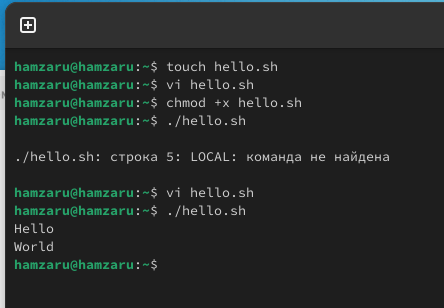 hamzaru@hamzaru:~$ touch hello.sh
hamzaru@hamzaru:~$ vi hello.sh
hamzaru@hamzaru:~$ chmod +x hello.sh
hamzaru@hamzaru:~$ ./hello.sh
./hello.sh: строка 5: LOCAL: команда не найдена
hamzaru@hamzaru:~$ vi hello.sh
hamzaru@hamzaru:~$ ./hello.sh
Hello
World
hamzaru@hamzaru:~$